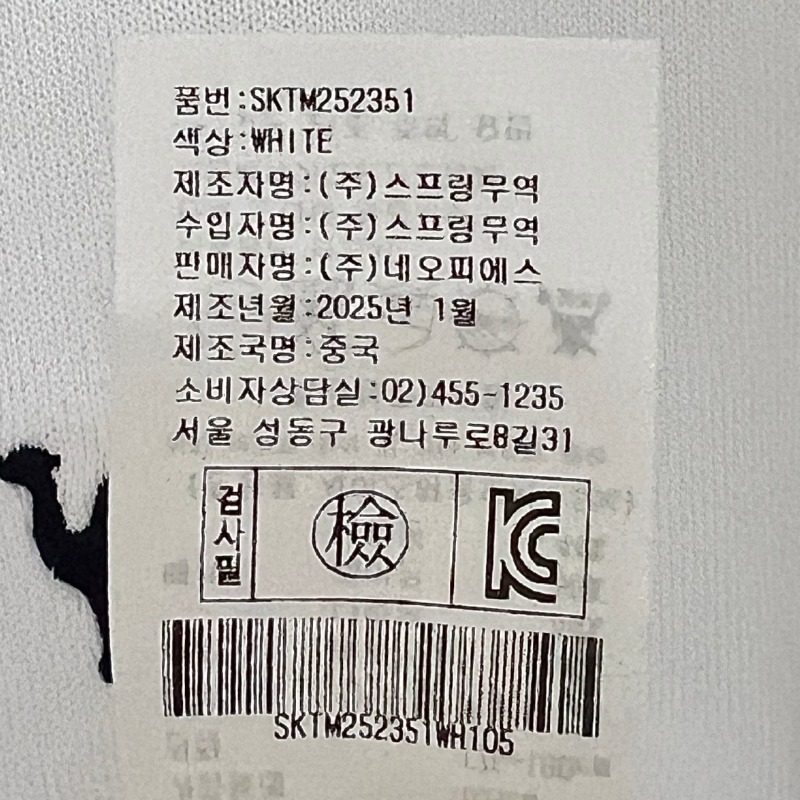 품번:SKTM252351
색상:WHITE
제조자명:(주)스프링무역
수입자명:(주)스프링무역
판매자명:(주)네오피에스
제조년월:2025년 1월
제조국명:중국
소비자상담실:02)455-1235
서울 성동구 광나루로8길31
검사필
檢
KC
SKTM252351WH105